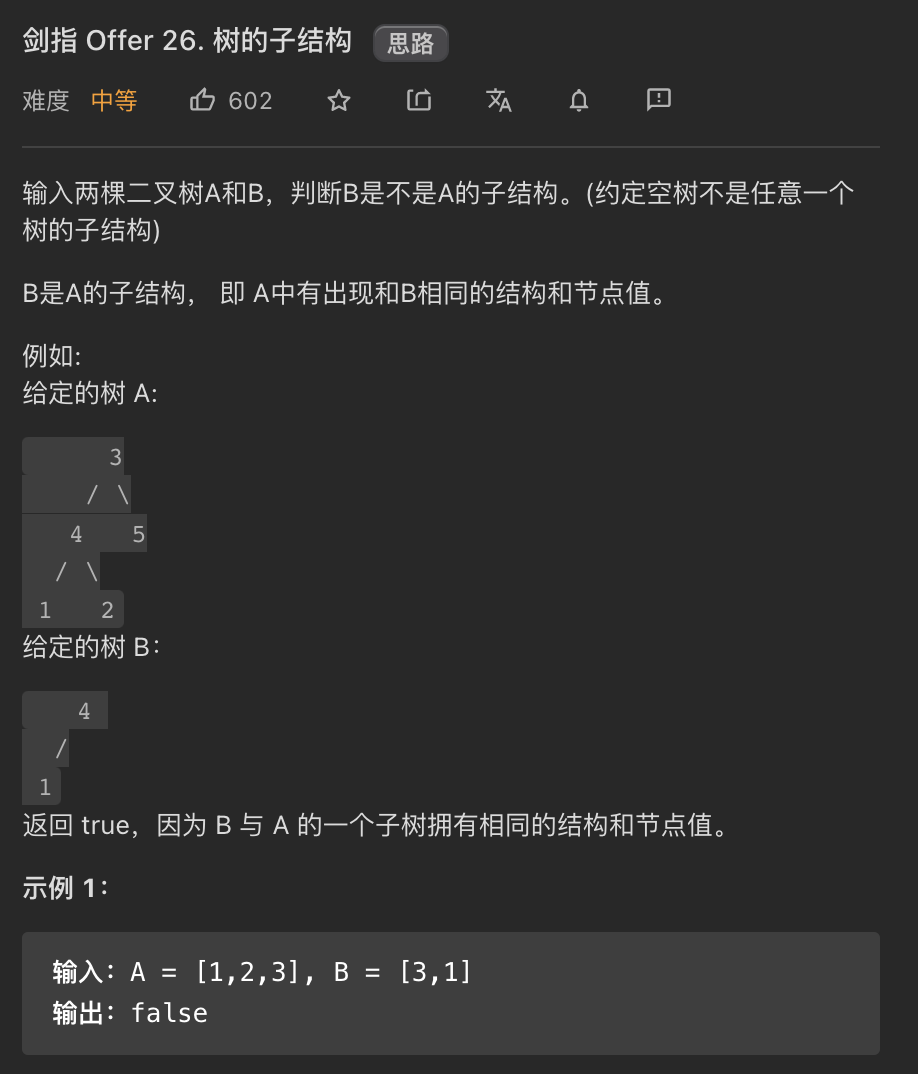 剑指 Offer 26. 树的子结构 思路
难度 中等 602
输入两棵二叉树A和B，判断B是不是A的子结构。(约定空树不是任意一个
树的子结构)
B是A的子结构， 即 A中有出现和B相同的结构和节点值。
例如:
给定的树 A:
3
/ \
4 5
/ \
1 2
给定的树 B：
4
/
1
返回 true，因为 B 与 A 的一个子树拥有相同的结构和节点值。
示例 1：
输入：A = [1,2,3], B = [3,1]
输出：false